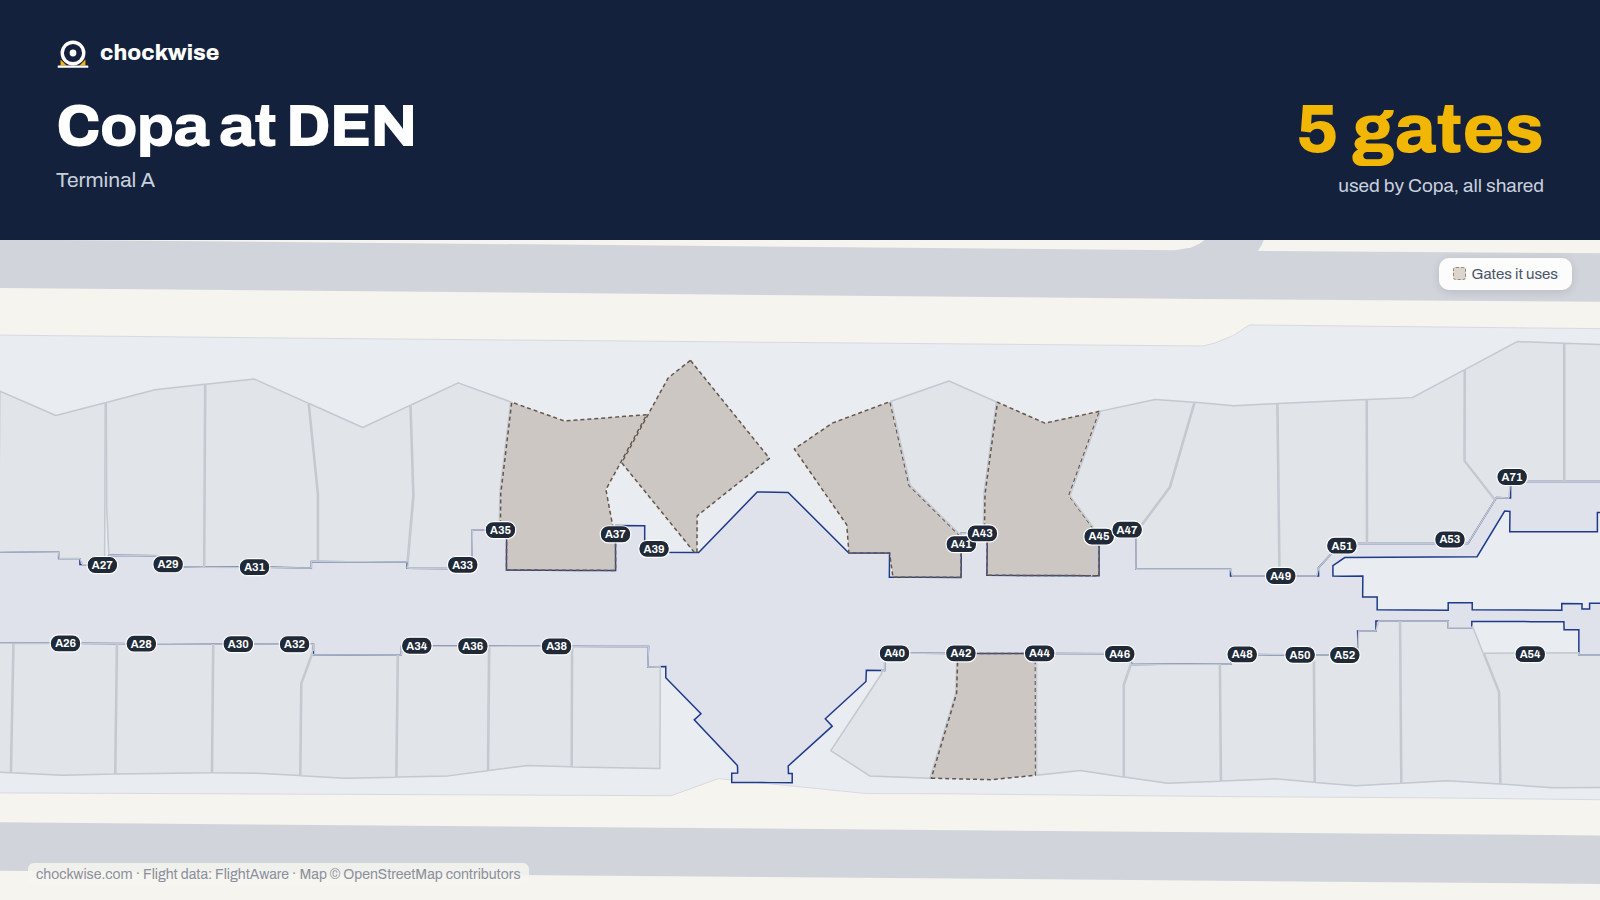 chockwise
Copa at DEN
Terminal A
5 gates
used by Copa, all shared
Gates it uses
A71
A35
A37
A39
A41
A43
A45
A47
A51
A53
A27
A29
A31
A33
A49
A26
A28
A30
A32
A34
A36
A38
A40
A42
A44
A46
A48
A50
A52
A54
chockwise.com · Flight data: FlightAware · Map © OpenStreetMap contributors